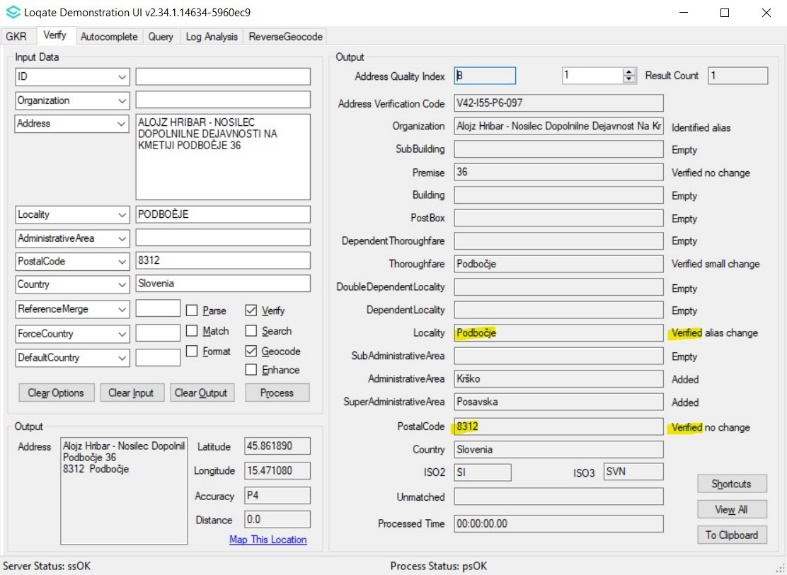 Loqate Demonstration UI v2.34.1.14634-5960ec9
GKR Verify Autocomplete Query Log Analysis ReverseGeocode
Input Data
ID
Organization
Address
ALOJZ HRIBAR - NOSILEC
DOPOLNILNE DEJAVNOSTI NA
KMETIJI PODBOÈJE 36
Locality PODBOÈJE
AdministrativeArea
PostalCode 8312
Country Slovenia
ReferenceMerge Parse Verify
ForceCountry Match Search
DefaultCountry Format Geocode
Enhance
Clear Options Clear Input Clear Output Process
Output
Address
Alojz Hribar - Nosilec Dopolnil
Podbočje 36
8312 Podbočje
Latitude 45.861890
Longitude 15.471080
Accuracy P4
Distance 0.0
Map This Location
Output
Address Quality Index B 1 Result Count 1
Address Verification Code V42-I55-P6-097
Organization Alojz Hribar - Nosilec Dopolnilne Dejavnost Na Kr Identified alias
SubBuilding Empty
Premise 36 Verified no change
Building Empty
PostBox Empty
DependentThoroughfare Empty
Thoroughfare Podbočje Verified small change
DoubleDependentLocality Empty
DependentLocality Empty
Locality Podbočje Verified alias change
SubAdministrativeArea Empty
AdministrativeArea Krško Added
SuperAdministrativeArea Posavska Added
PostalCode 8312 Verified no change
Country Slovenia
ISO2 SI ISO3 SVN
Unmatched
Processed Time 00:00:00.00
Shortcuts
View All
To Clipboard
Server Status: ssOK Process Status: psOK